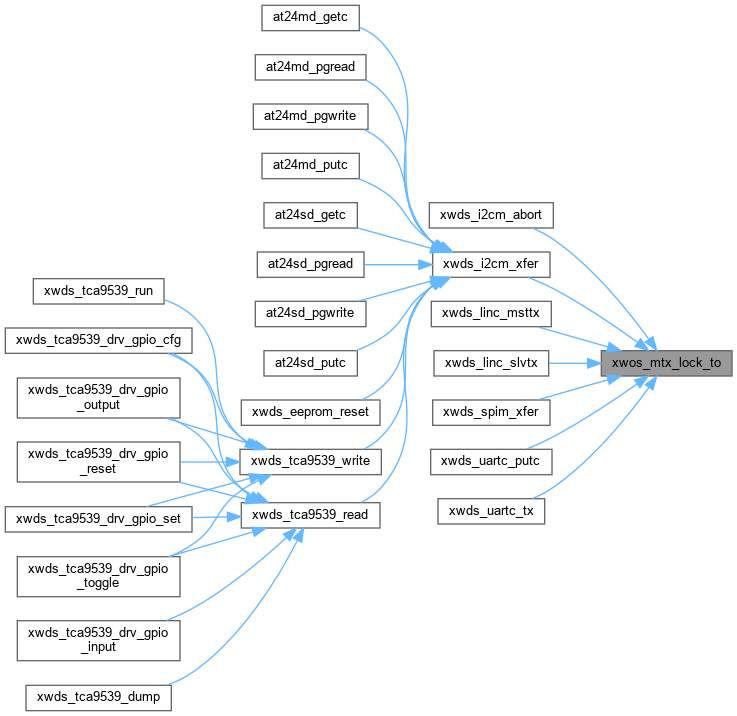 at24md_getc
at24md_pgread
at24md_pgwrite
at24md_putc
at24sd_getc
at24sd_pgread
at24sd_pgwrite
at24sd_putc
xwds_eeprom_reset
xwds_tca9539_write
xwds_tca9539_read
xwds_tca9539_run
xwds_tca9539_drv_gpio_cfg
xwds_tca9539_drv_gpio
_output
xwds_tca9539_drv_gpio
_reset
xwds_tca9539_drv_gpio_set
xwds_tca9539_drv_gpio
_toggle
xwds_tca9539_drv_gpio
_input
xwds_tca9539_dump
xwds_i2cm_abort
xwds_i2cm_xfer
xwds_linc_msttx
xwds_linc_slvtx
xwds_spim_xfer
xwds_uartc_putc
xwds_uartc_tx
xwos_mtx_lock_to